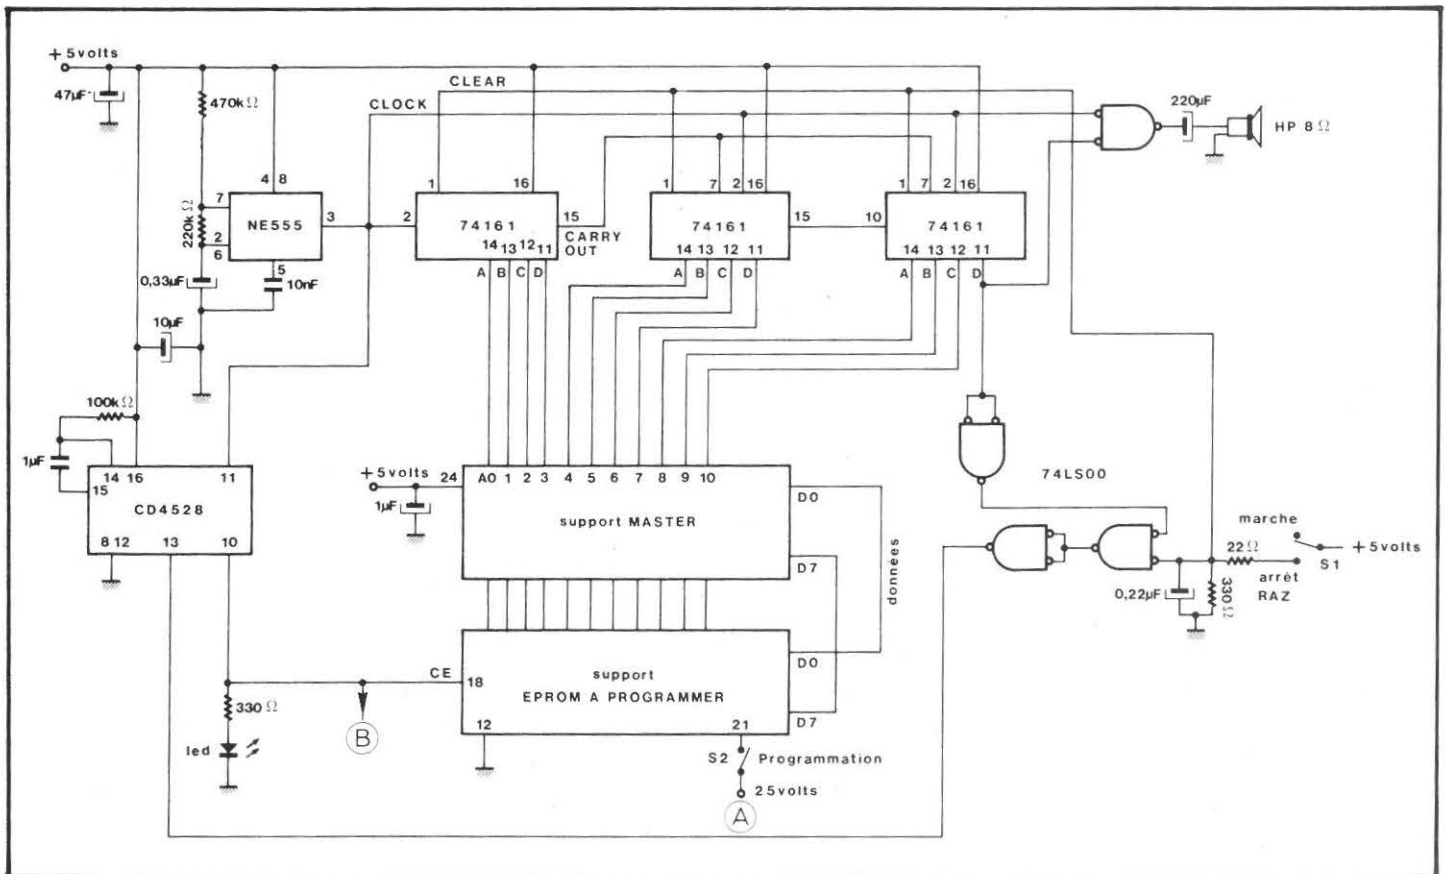 +5volts
47µF
470kΩ
CLEAR
CLOCK
220µF
HP 8Ω
4 8
1
16
1
7
2
16
1
7
2
16
7
220kΩ
2
6
NE555
3
2
74161
15
CARRY
OUT
74161
15
10
74161
5
14 13 12 11
14 13 12 11
14 13 12 11
A B C D
A B C D
A B C D
0,33µF
10nF
10µF
100kΩ
1µF
14 16
11
15
CD4528
8 12
13
10
+5volts
24
1µF
A0 1 2 3 4 5 6 7 8 9 10
support MASTER
D0
D7
données
74LS00
marche
22Ω
+5volts
S1
arrêt
RAZ
0,22µF
330Ω
CE
18
support
EPROM A PROGRAMMER
D0
D7
12
21
330Ω
led
B
S2
Programmation
25volts
A